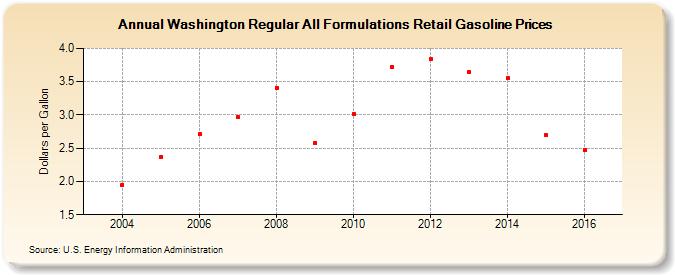 Annual Washington Regular All Formulations Retail Gasoline Prices
Dollars per Gallon
4.0
3.5
3.0
2.5
2.0
1.5
2004 2006 2008 2010 2012 2014 2016
Source: U.S. Energy Information Administration